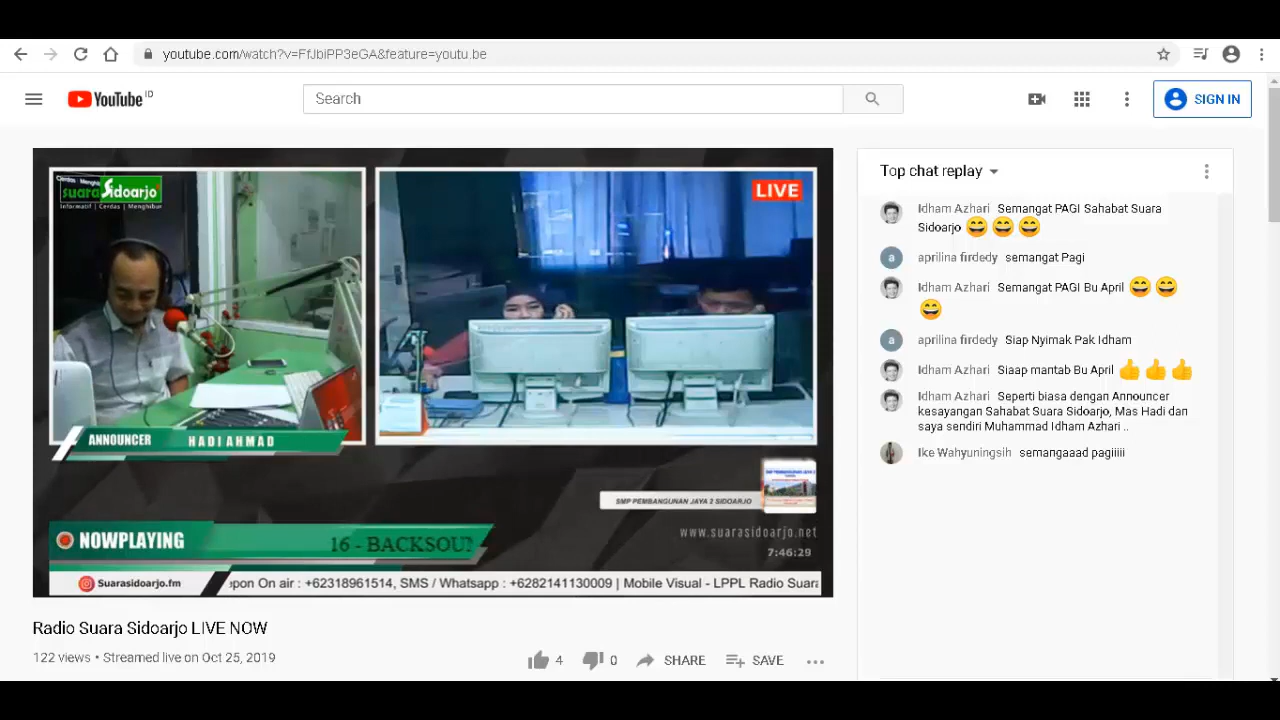 youtube.com/watch?v=FfJbiPP3eGA&feature=youtu.be
YouTube ID
Search
SIGN IN
suara Sidoarjo
Informatif | Cerdas | Menghibur
LIVE
ANNOUNCER HADI AHMAD
SMP PEMBANGUNAN JAYA 2 SIDOARJO
www.suarasidoarjo.net
7:46:29
NOWPLAYING 16 - BACKSOUN
Suarasidoarjo.fm epon On air : +62318961514, SMS / Whatsapp : +6282141130009 | Mobile Visual - LPPL Radio Suara
Radio Suara Sidoarjo LIVE NOW
122 views • Streamed live on Oct 25, 2019
4 0 SHARE SAVE
Top chat replay
Idham Azhari Semangat PAGI Sahabat Suara
Sidoarjo 😄 😄 😄
a aprilina firdedy semangat Pagi
Idham Azhari Semangat PAGI Bu April 😄 😄
😄
a aprilina firdedy Siap Nyimak Pak Idham
Idham Azhari Siaap mantab Bu April 👍 👍 👍
Idham Azhari Seperti biasa dengan Announcer
kesayangan Sahabat Suara Sidoarjo, Mas Hadi dan
saya sendiri Muhammad Idham Azhari ..
Ike Wahyuningsih semangaaad pagiiiii